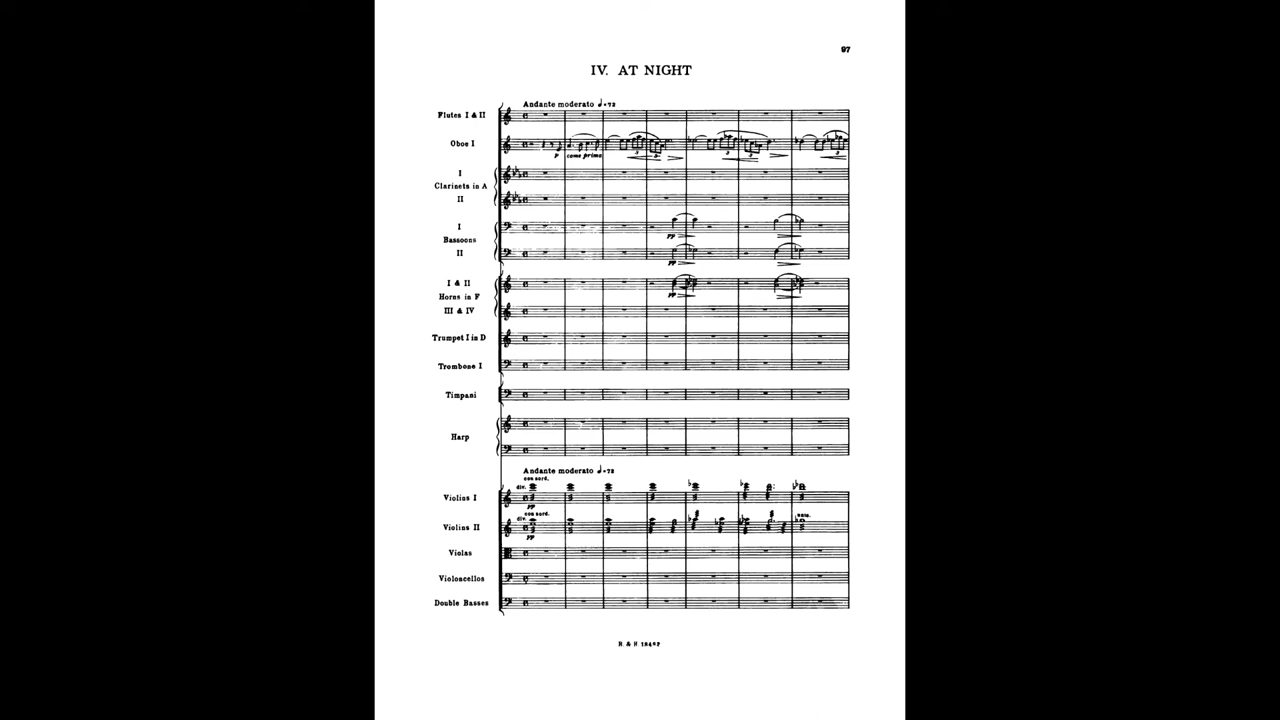 97
IV. AT NIGHT
Andante moderato ♩=72
Flutes I & II
Oboe I
p come prima
I
Clarinets in A
II
I
pp
Bassoons
II
pp
I & II
pp
Horns in F
III & IV
Trumpet I in D
Trombone I
Timpani
Harp
Andante moderato ♩=72
con sord.
div.
Violins I
pp
con sord.
div.
unis.
Violins II
pp
Violas
Violoncellos
Double Basses